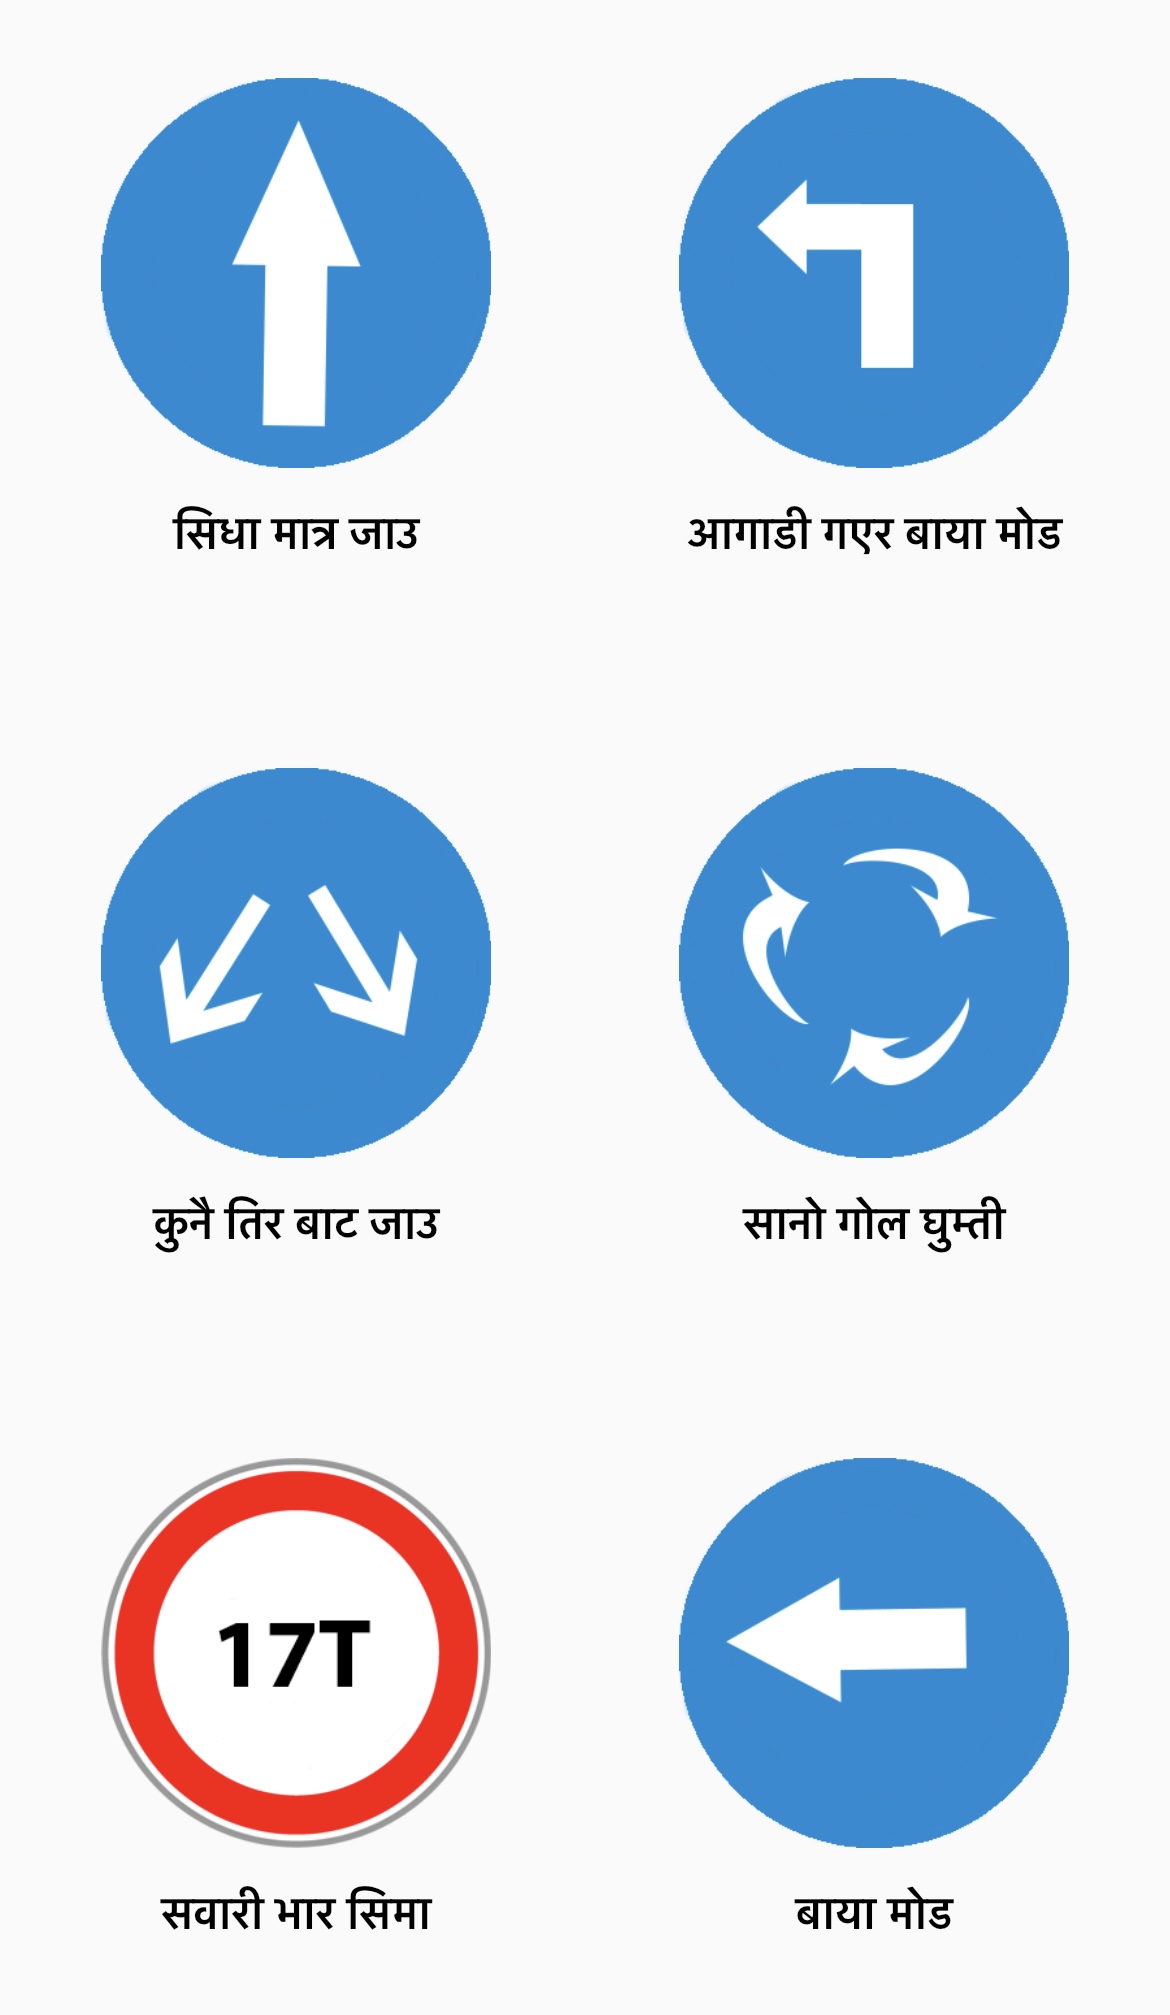 सिधा मात्र जाउ
आगाडी गएर बाया मोड
कुनै तिर बाट जाउ
सानो गोल घुम्ती
17T
सवारी भार सिमा
बाया मोड